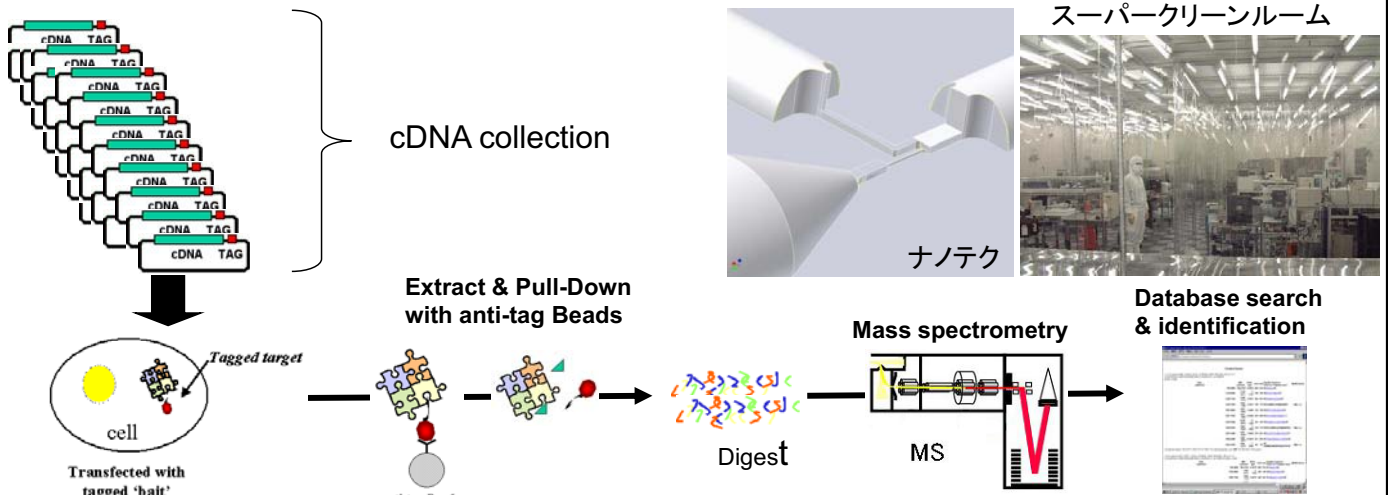 cDNA TAG
cDNA TAG
cDNA TAG
cDNA TAG
cDNA TAG
cDNA TAG
cDNA TAG
cDNA TAG
cDNA TAG
cDNA TAG
cDNA collection
ナノテク
スーパークリーンルーム
Extract & Pull-Down
with anti-tag Beads
Mass spectrometry
Database search
& identification
Tagged target
cell
Transfected with
tagged 'bait'
Digest
MS